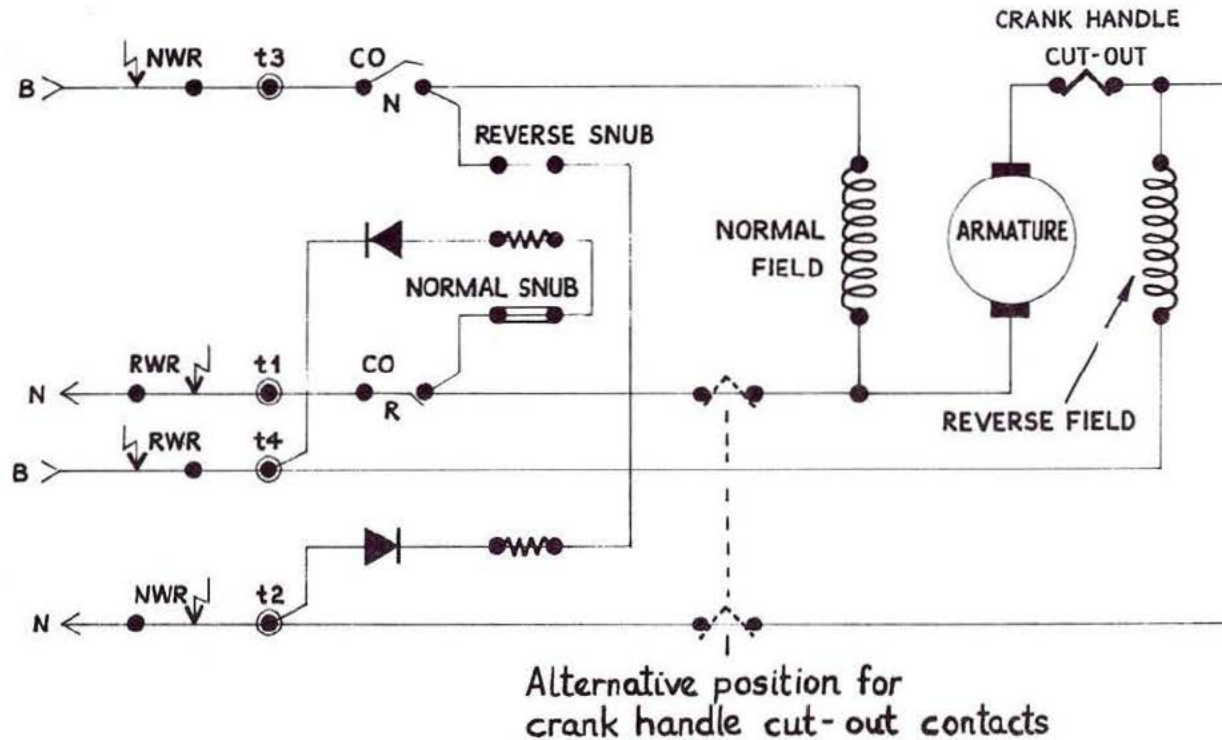 CRANK HANDLE
CUT-OUT
B
NWR
t3
CO
N
REVERSE SNUB
NORMAL
FIELD
ARMATURE
NORMAL SNUB
REVERSE FIELD
N
RWR
t1
CO
R
B
RWR
t4
N
NWR
t2
Alternative position for
crank handle cut-out contacts